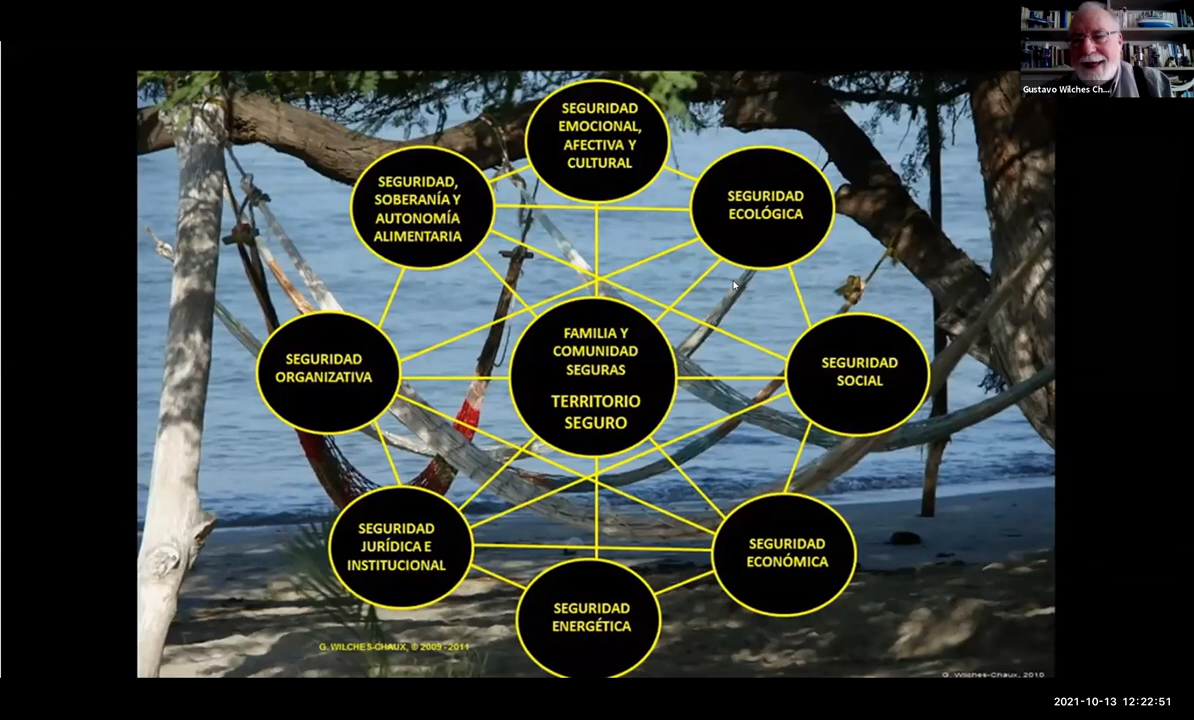 Gustavo Wilches Ch...
SEGURIDAD
EMOCIONAL,
AFECTIVA Y
CULTURAL
SEGURIDAD,
SOBERANÍA Y
AUTONOMÍA
ALIMENTARIA
SEGURIDAD
ECOLÓGICA
FAMILIA Y
COMUNIDAD
SEGURAS
TERRITORIO
SEGURO
SEGURIDAD
ORGANIZATIVA
SEGURIDAD
SOCIAL
SEGURIDAD
JURÍDICA E
INSTITUCIONAL
SEGURIDAD
ECONÓMICA
SEGURIDAD
ENERGÉTICA
G. WILCHES-CHAUX, © 2009 - 2011
G. Wilches-Chaux, 2010
2021-10-13 12:22:51